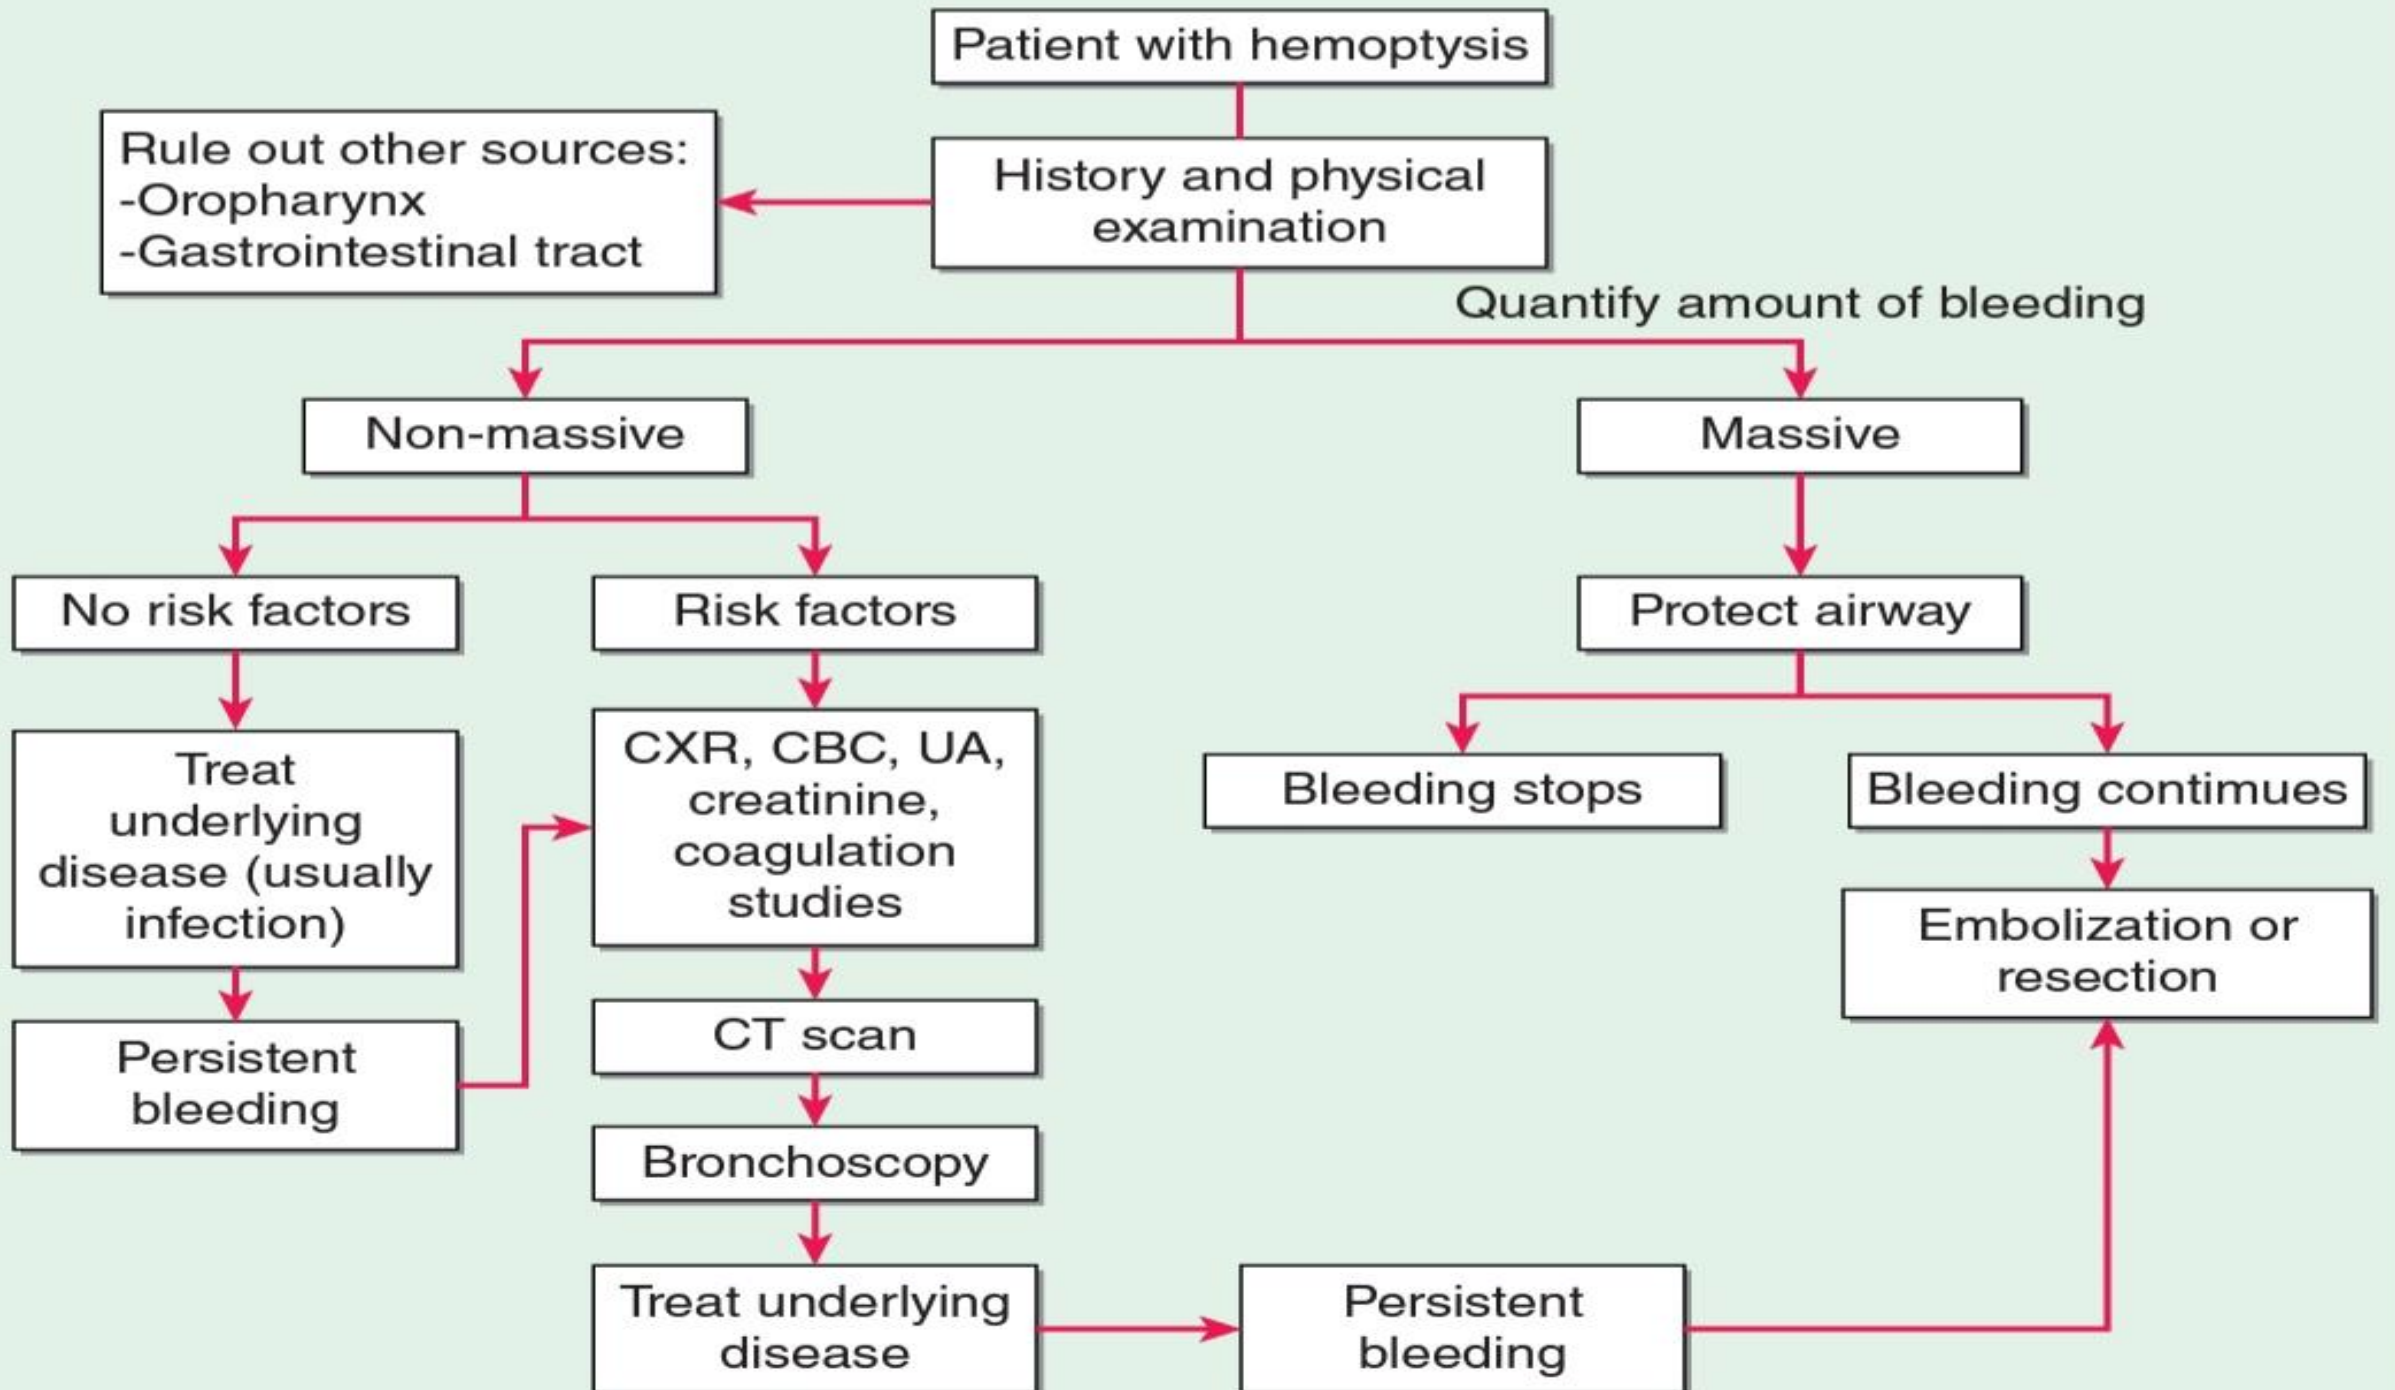 Patient with hemoptysis
Rule out other sources:
-Oropharynx
-Gastrointestinal tract
History and physical
examination
Quantify amount of bleeding
Non-massive
Massive
No risk factors
Risk factors
Protect airway
Treat
underlying
disease (usually
infection)
CXR, CBC, UA,
creatinine,
coagulation
studies
Bleeding stops
Bleeding contimues
Embolization or
resection
Persistent
bleeding
CT scan
Bronchoscopy
Treat underlying
disease
Persistent
bleeding